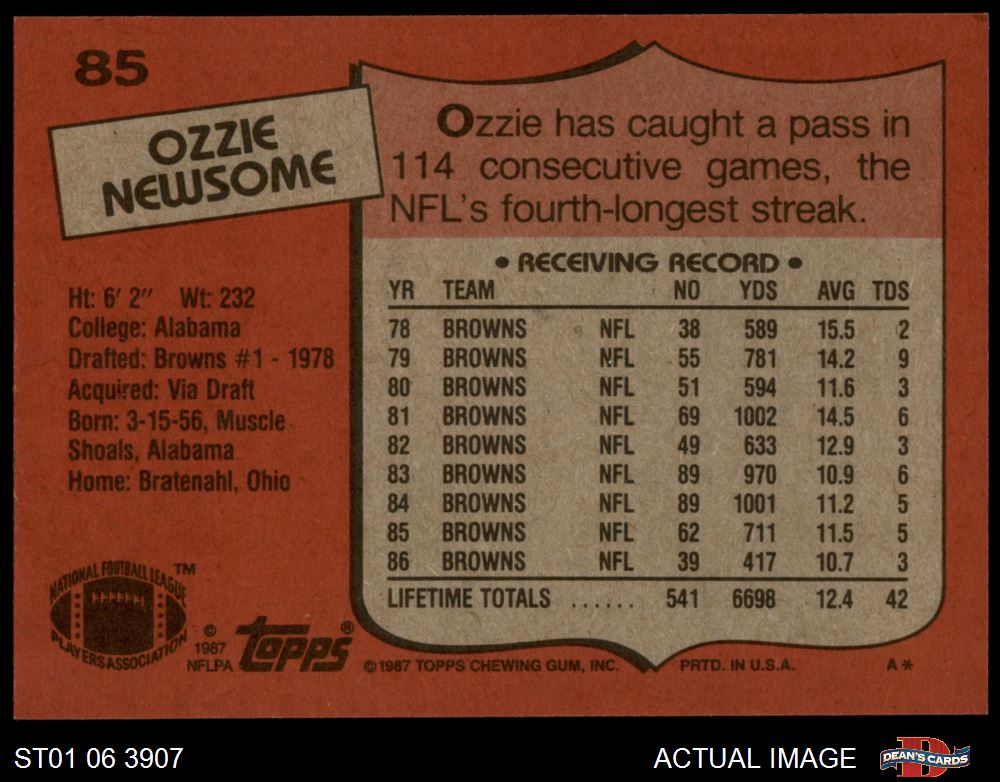 85
OZZIE
NEWSOME
Ozzie has caught a pass in
114 consecutive games, the
NFL's fourth-longest streak.
Ht: 6' 2" Wt: 232
College: Alabama
Drafted: Browns #1 - 1978
Acquired: Via Draft
Born: 3-15-56, Muscle
Shoals, Alabama
Home: Bratenahl, Ohio
• RECEIVING RECORD •
YR TEAM NO YDS AVG TDS
78 BROWNS NFL 38 589 15.5 2
79 BROWNS NFL 55 781 14.2 9
80 BROWNS NFL 51 594 11.6 3
81 BROWNS NFL 69 1002 14.5 6
82 BROWNS NFL 49 633 12.9 3
83 BROWNS NFL 89 970 10.9 6
84 BROWNS NFL 89 1001 11.2 5
85 BROWNS NFL 62 711 11.5 5
86 BROWNS NFL 39 417 10.7 3
LIFETIME TOTALS ...... 541 6698 12.4 42
NATIONAL FOOTBALL LEAGUE ™
PLAYERS ASSOCIATION
©
1987
NFLPA
topps®
©1987 TOPPS CHEWING GUM, INC. PRTD. IN U.S.A. A*
ST01 06 3907
ACTUAL IMAGE
D
DEAN'S CARDS